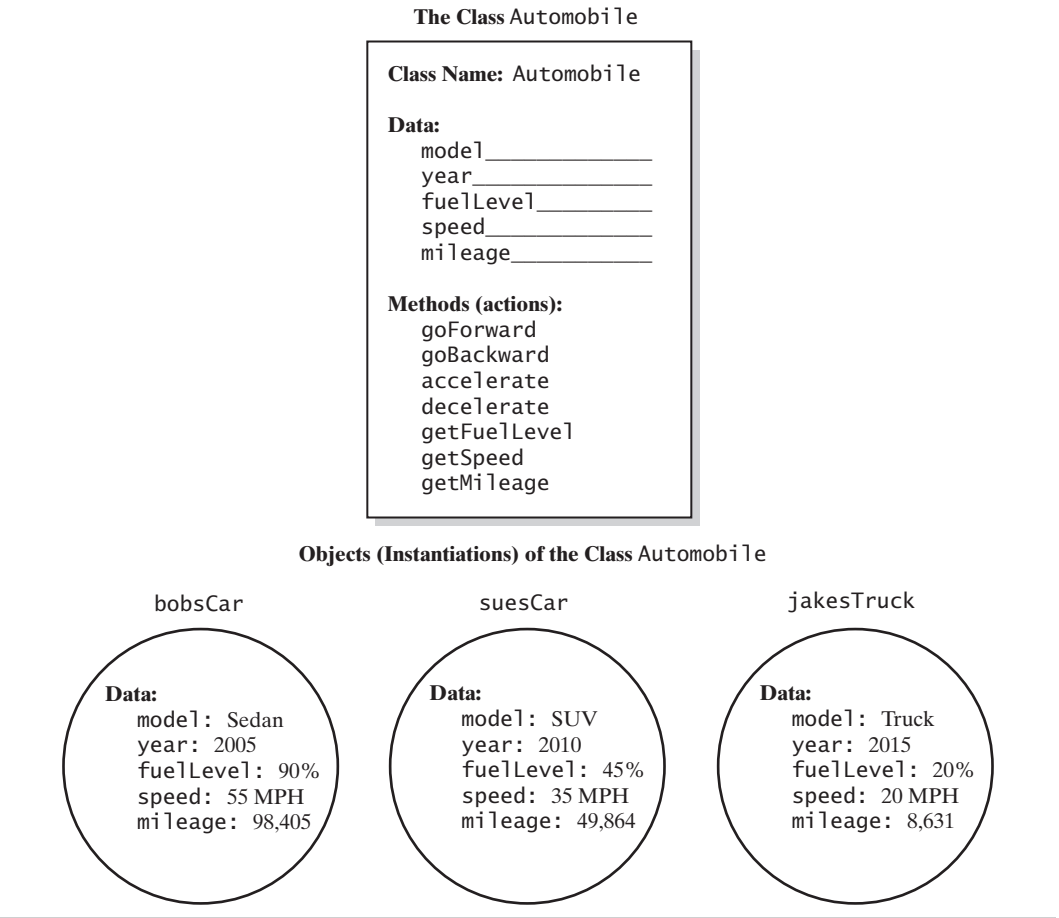 The Class Automobile
Class Name: Automobile
Data:
model_____________
year______________
fuelLevel_________
speed_____________
mileage___________
Methods (actions):
goForward
goBackward
accelerate
decelerate
getFuelLevel
getSpeed
getMileage
Objects (Instantiations) of the Class Automobile
bobsCar
Data:
model: Sedan
year: 2005
fuelLevel: 90%
speed: 55 MPH
mileage: 98,405
suesCar
Data:
model: SUV
year: 2010
fuelLevel: 45%
speed: 35 MPH
mileage: 49,864
jakesTruck
Data:
model: Truck
year: 2015
fuelLevel: 20%
speed: 20 MPH
mileage: 8,631